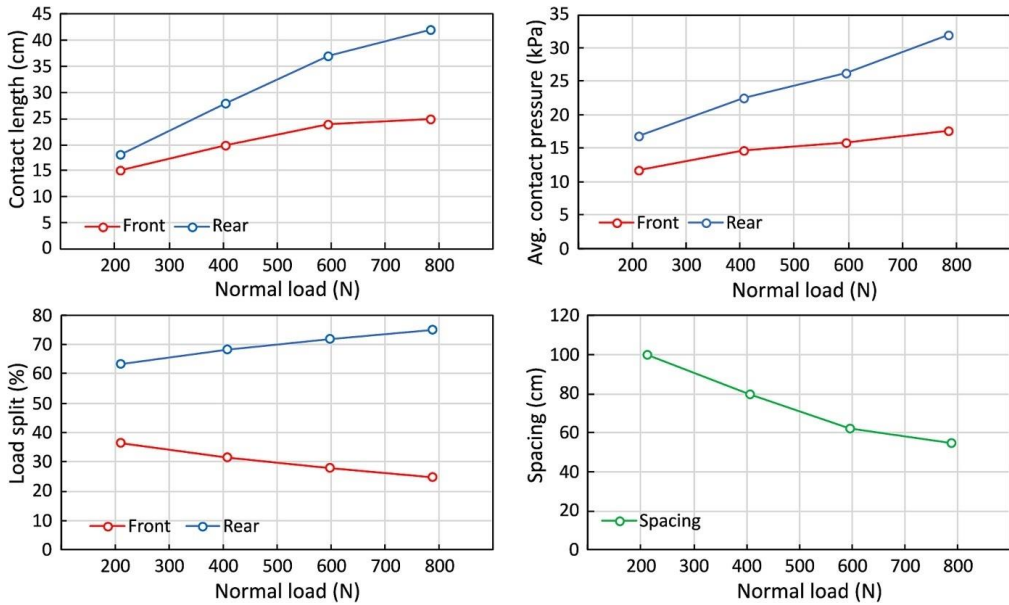 Contact length (cm)
45
40
35
30
25
20
15
10
5
0
Front Rear
200 300 400 500 600 700 800
Normal load (N)
Avg. contact pressure (kPa)
35
30
25
20
15
10
5
0
Front Rear
200 300 400 500 600 700 800
Normal load (N)
Load split (%)
80
70
60
50
40
30
20
10
0
Front Rear
200 300 400 500 600 700 800
Normal load (N)
Spacing (cm)
120
100
80
60
40
20
0
Spacing
200 300 400 500 600 700 800
Normal load (N)